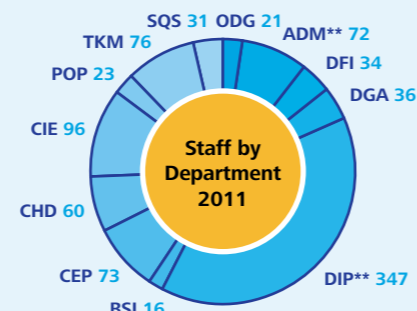 SQS 31
ODG 21
ADM** 72
TKM 76
DFI 34
POP 23
DGA 36
CIE 96
Staff by
Department
2011
CHD 60
CEP 73
DIP** 347
BSI 16